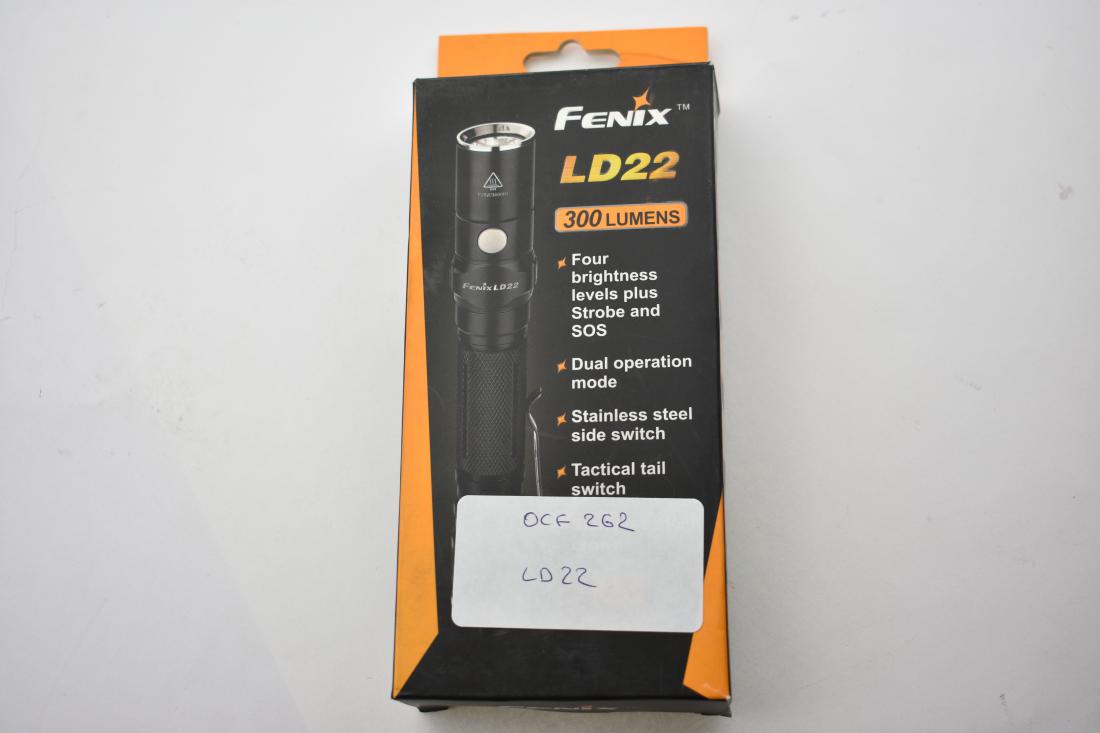 FENIX™
LD22
300 LUMENS
Four
brightness
levels plus
Strobe and
SOS
Dual operation
mode
Stainless steel
side switch
Tactical tail
switch
FENIX LD22
OCF 262
LD22